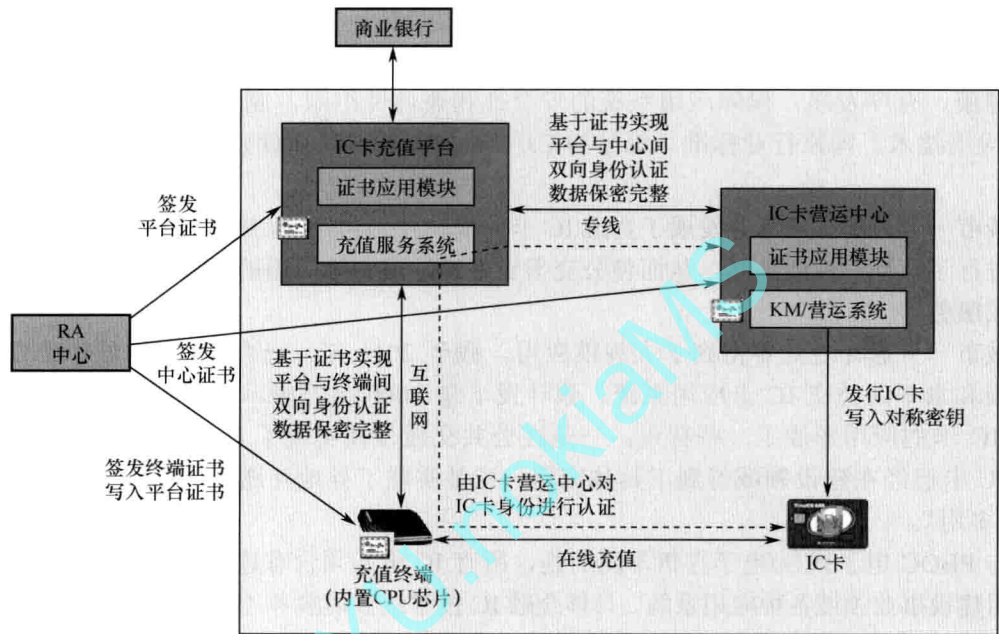 商业银行
IC卡充值平台
证书应用模块
充值服务系统
基于证书实现
平台与中心间
双向身份认证
数据保密完整
专线
IC卡营运中心
证书应用模块
KM/营运系统
签发
平台证书
RA
中心
签发
中心证书
基于证书实现
平台与终端间
双向身份认证
数据保密完整
互联网
发行IC卡
写入对称密钥
签发终端证书
写入平台证书
由IC卡营运中心对
IC卡身份进行认证
在线充值
充值终端
(内置CPU芯片)
IC卡
YU.nokiaMS